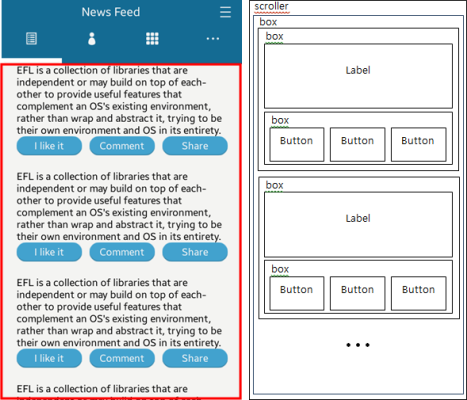 News Feed
EFL is a collection of libraries that are
independent or may build on top of each-
other to provide useful features that
complement an OS's existing environment,
rather than wrap and abstract it, trying to be
their own environment and OS in its entirety.
I like it Comment Share
EFL is a collection of libraries that are
independent or may build on top of each-
other to provide useful features that
complement an OS's existing environment,
rather than wrap and abstract it, trying to be
their own environment and OS in its entirety.
I like it Comment Share
EFL is a collection of libraries that are
independent or may build on top of each-
other to provide useful features that
complement an OS's existing environment,
rather than wrap and abstract it, trying to be
their own environment and OS in its entirety.
I like it Comment Share
EFL is a collection of libraries that are
independent or may build on top of each-
scroller
box
box
Label
box
Button Button Button
box
Label
box
Button Button Button